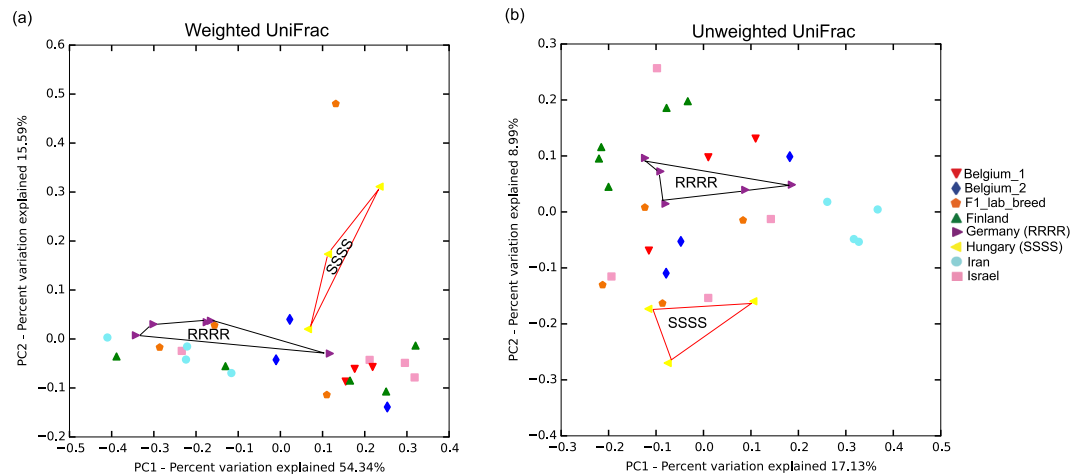 (a)
Weighted UniFrac
0.6
0.5
0.4
0.3
0.2
0.1
0.0
−0.1
−0.2
PC2 - Percent variation explained 15.59%
SSSS
RRRR
−0.5
−0.4
−0.3
−0.2
−0.1
0.0
0.1
0.2
0.3
0.4
PC1 - Percent variation explained 54.34%
(b)
Unweighted UniFrac
0.3
0.2
0.1
0.0
−0.1
−0.2
−0.3
−0.4
PC2 - Percent variation explained 8.99%
RRRR
SSSS
−0.3
−0.2
−0.1
0.0
0.1
0.2
0.3
0.4
0.5
PC1 - Percent variation explained 17.13%
Belgium_1
Belgium_2
F1_lab_breed
Finland
Germany (RRRR)
Hungary (SSSS)
Iran
Israel